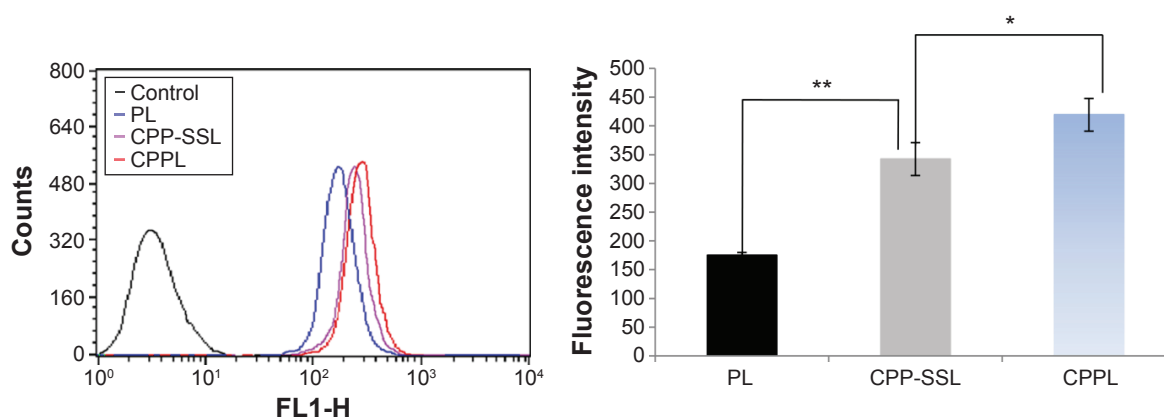 800
640
480
320
160
0
Counts
Control
PL
CPP-SSL
CPPL
10⁰ 10¹ 10² 10³ 10⁴
FL1-H
*
**
500
450
400
350
300
250
200
150
100
50
0
Fluorescence intensity
PL CPP-SSL CPPL